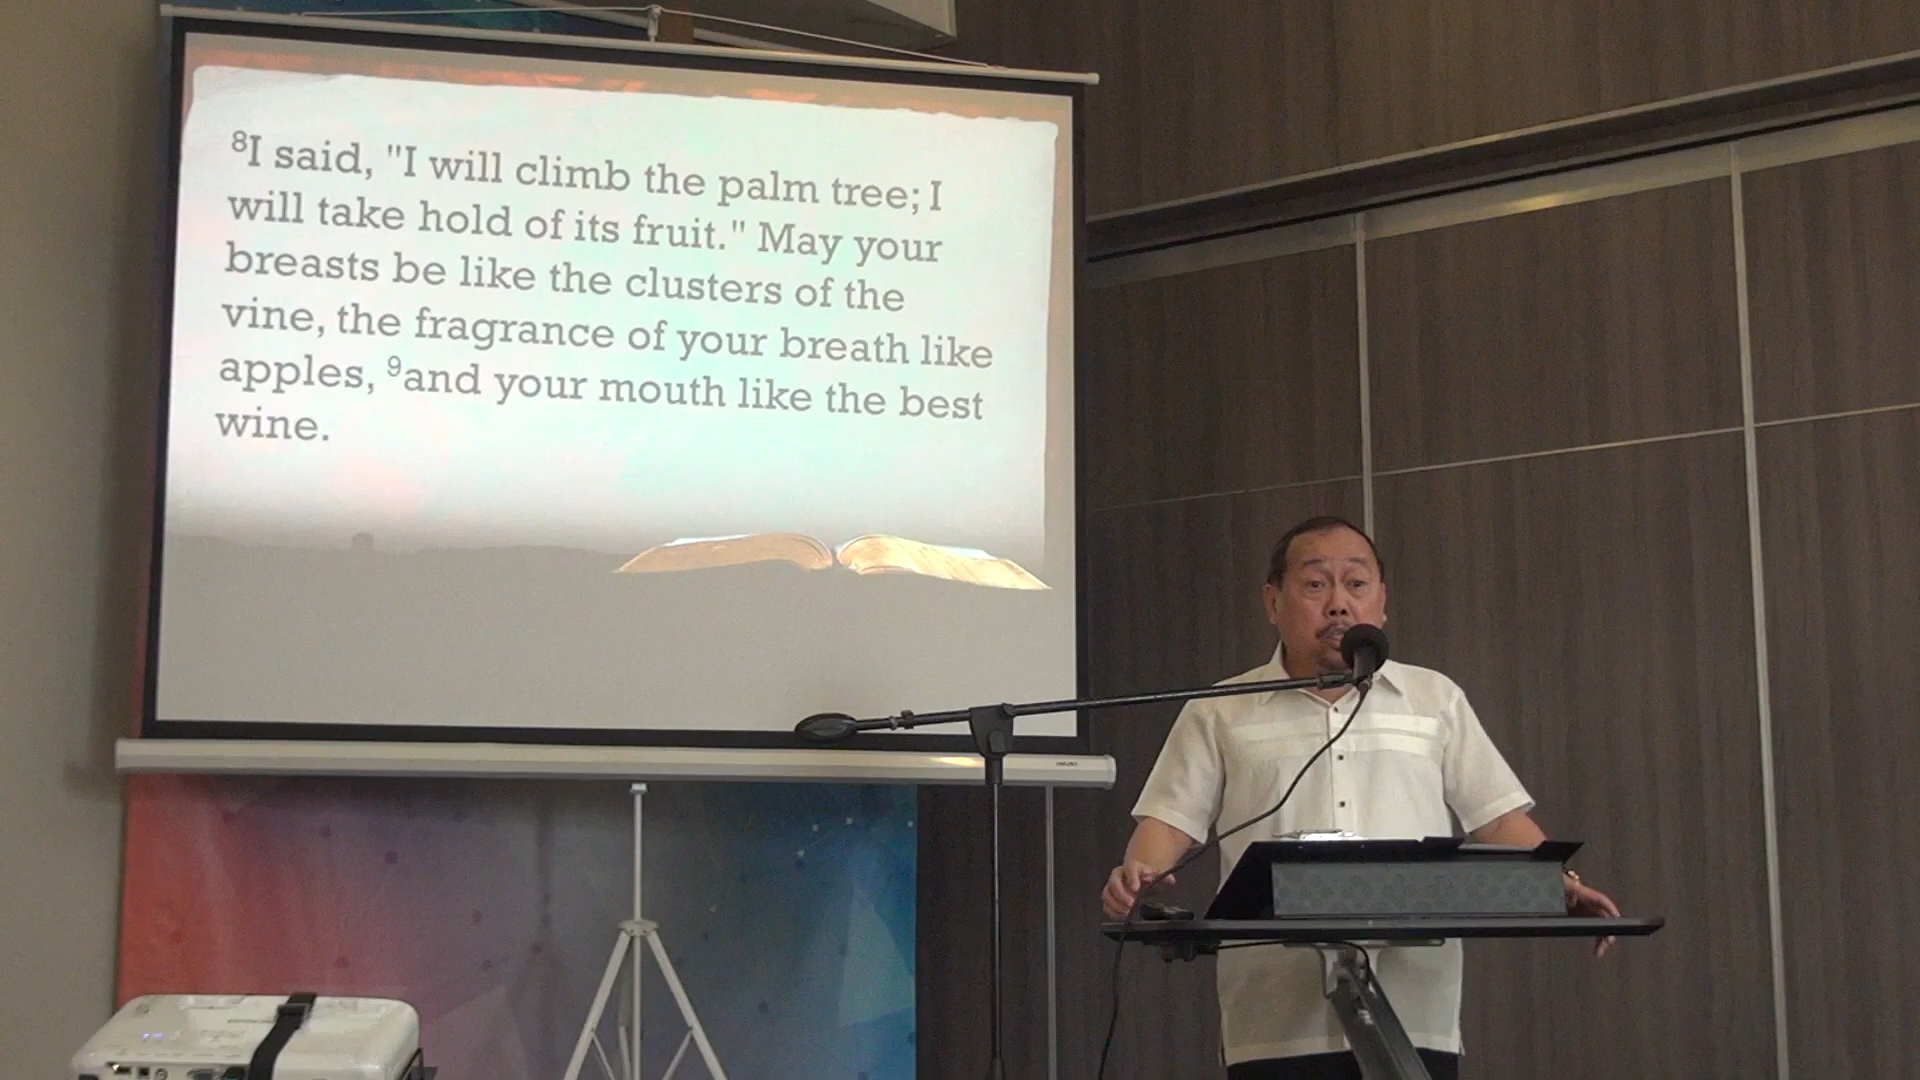 ⁸I said, "I will climb the palm tree; I
will take hold of its fruit." May your
breasts be like the clusters of the
vine, the fragrance of your breath like
apples, ⁹and your mouth like the best
wine.